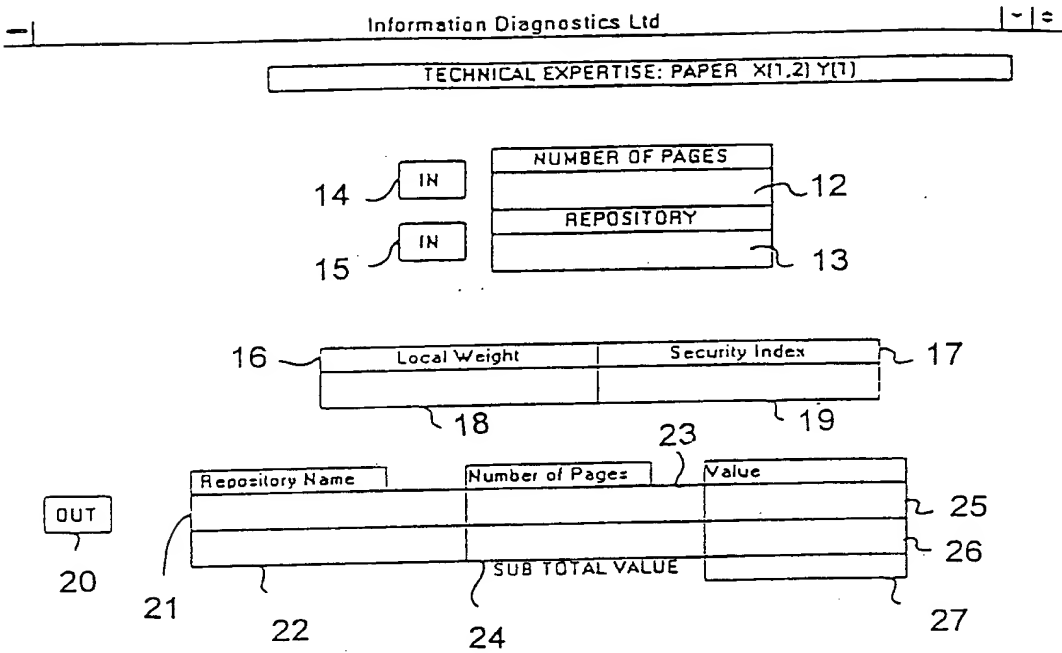 Information Diagnostics Ltd
TECHNICAL EXPERTISE: PAPER X(1,2) Y(1)
NUMBER OF PAGES
14 IN 12
REPOSITORY
15 IN 13
16 Local Weight Security Index 17
18 19
23
Repository Name Number of Pages Value
OUT 25
20 26
SUB TOTAL VALUE
21 22 24 27